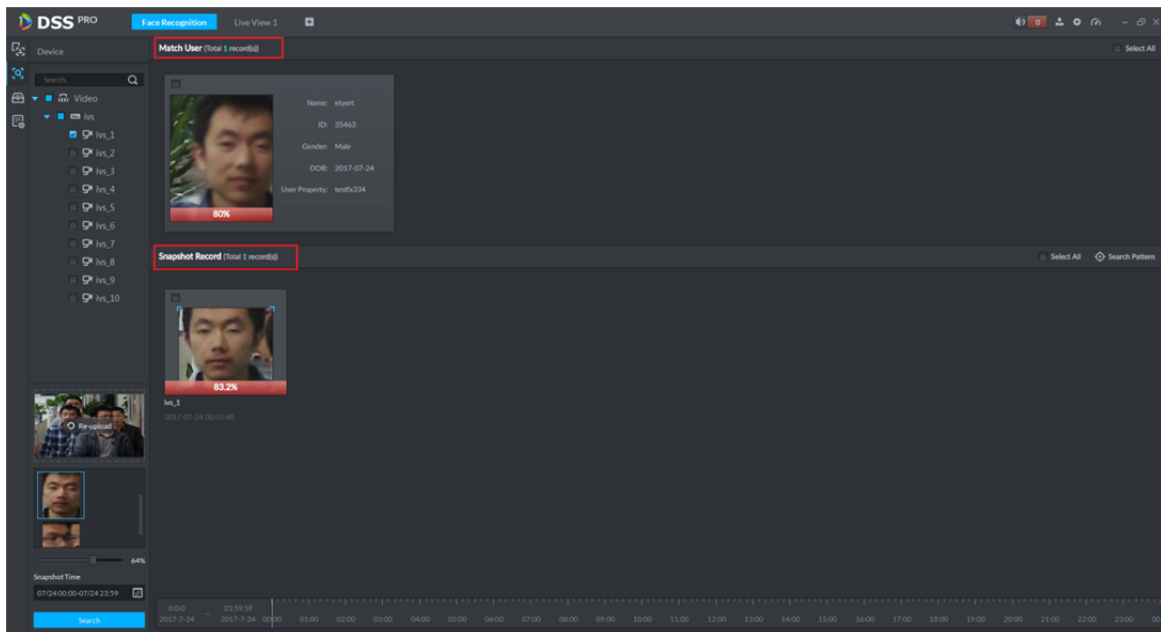 DSS PRO
Face Recognition
Live View 1
0
Device
Match User (Total 1 record(s))
Select All
Search..
Video
ivs
ivs_1
ivs_2
ivs_3
ivs_4
ivs_5
ivs_6
ivs_7
ivs_8
ivs_9
ivs_10
Name: etyert
ID: 35463
Gender: Male
DOB: 2017-07-24
User Property: testfx334
80%
Snapshot Record (Total 1 record(s))
Select All
Search Pattern
83.2%
ivs_1
2017-07-24 00:01:48
Re-upload
64%
Snapshot Time
07/24 00:00-07/24 23:59
Search
0:0:0 23:59:59
2017-7-24 - 2017-7-24 00:00 01:00 02:00 03:00 04:00 05:00 06:00 07:00 08:00 09:00 10:00 11:00 12:00 13:00 14:00 15:00 16:00 17:00 18:00 19:00 20:00 21:00 22:00 23:00 00